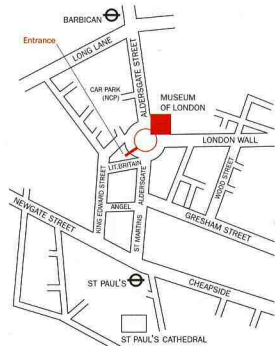 BARBICAN
Entrance
LONG LANE
ALDERSGATE STREET
CAR PARK
(NCP)
MUSEUM
OF LONDON
LONDON WALL
LIT. BRITAIN
KING EDWARD STREET
ALDERSGATE
WOOD STREET
NEWGATE STREET
ANGEL
ST MARTINS
GRESHAM STREET
ST PAUL'S
CHEAPSIDE
ST PAUL'S CATHEDRAL